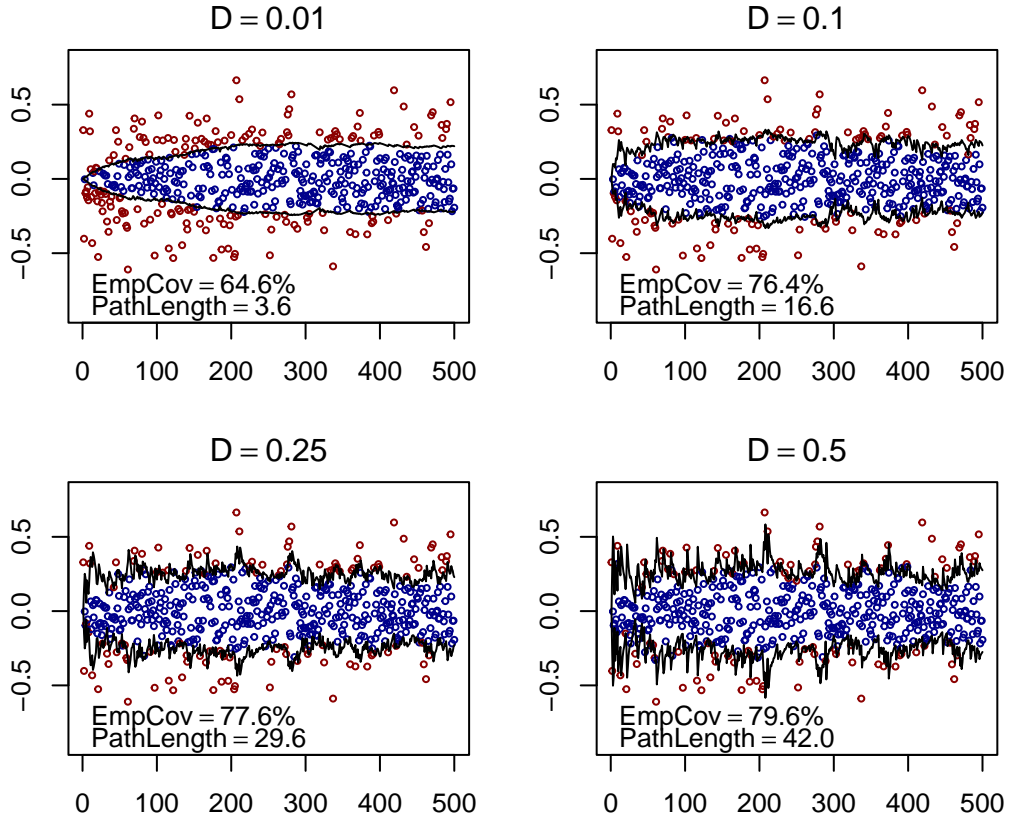 D = 0.01
0.5
0.0
−0.5
EmpCov = 64.6%
PathLength = 3.6
0 100 200 300 400 500
D = 0.1
0.5
0.0
−0.5
EmpCov = 76.4%
PathLength = 16.6
0 100 200 300 400 500
D = 0.25
0.5
0.0
−0.5
EmpCov = 77.6%
PathLength = 29.6
0 100 200 300 400 500
D = 0.5
0.5
0.0
−0.5
EmpCov = 79.6%
PathLength = 42.0
0 100 200 300 400 500